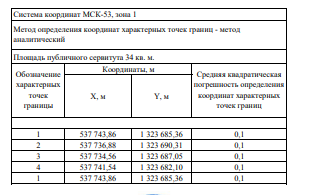 Система координат МСК-53, зона 1
Метод определения координат характерных точек границ - метод
аналитический
Площадь публичного сервитута 34 кв. м.
Обозначение
характерных
точек
границы
Координаты, м
X, м
Y, м
Средняя квадратическая
погрешность определения
координат характерных
точек границ
1 537 743,86 1 323 685,36 0,1
2 537 736,88 1 323 690,31 0,1
3 537 734,56 1 323 687,05 0,1
4 537 741,54 1 323 682,10 0,1
1 537 743,86 1 323 685,36 0,1